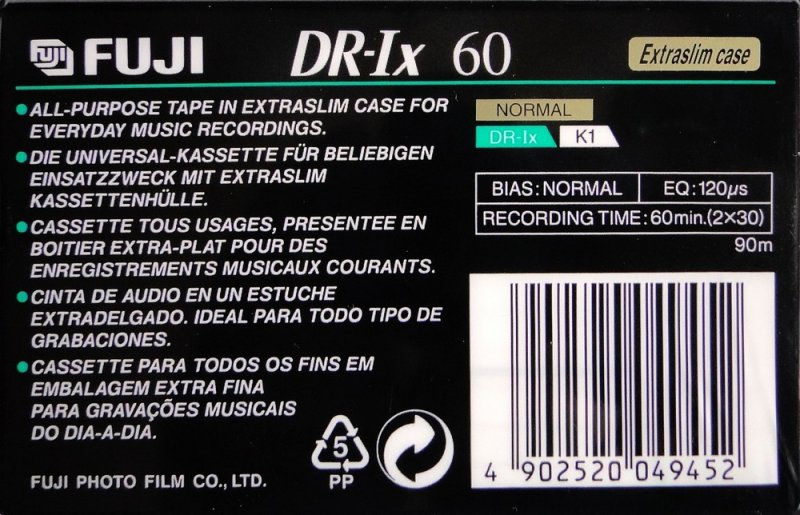 FUJI FUJI DR-Ix 60 Extraslim case
• ALL-PURPOSE TAPE IN EXTRASLIM CASE FOR
EVERYDAY MUSIC RECORDINGS.
• DIE UNIVERSAL-KASSETTE FÜR BELIEBIGEN
EINSATZZWECK MIT EXTRASLIM
KASSETTENHÜLLE.
• CASSETTE TOUS USAGES, PRESENTEE EN
BOITIER EXTRA-PLAT POUR DES
ENREGISTREMENTS MUSICAUX COURANTS.
• CINTA DE AUDIO EN UN ESTUCHE
EXTRADELGADO. IDEAL PARA TODO TIPO DE
GRABACIONES.
• CASSETTE PARA TODOS OS FINS EM
EMBALAGEM EXTRA FINA
PARA GRAVAÇÕES MUSICAIS
DO DIA-A-DIA.
FUJI PHOTO FILM CO., LTD.
5
PP
NORMAL
DR-Ix K1
BIAS: NORMAL EQ: 120µs
RECORDING TIME: 60min. (2×30)
90m
4 902520 049452